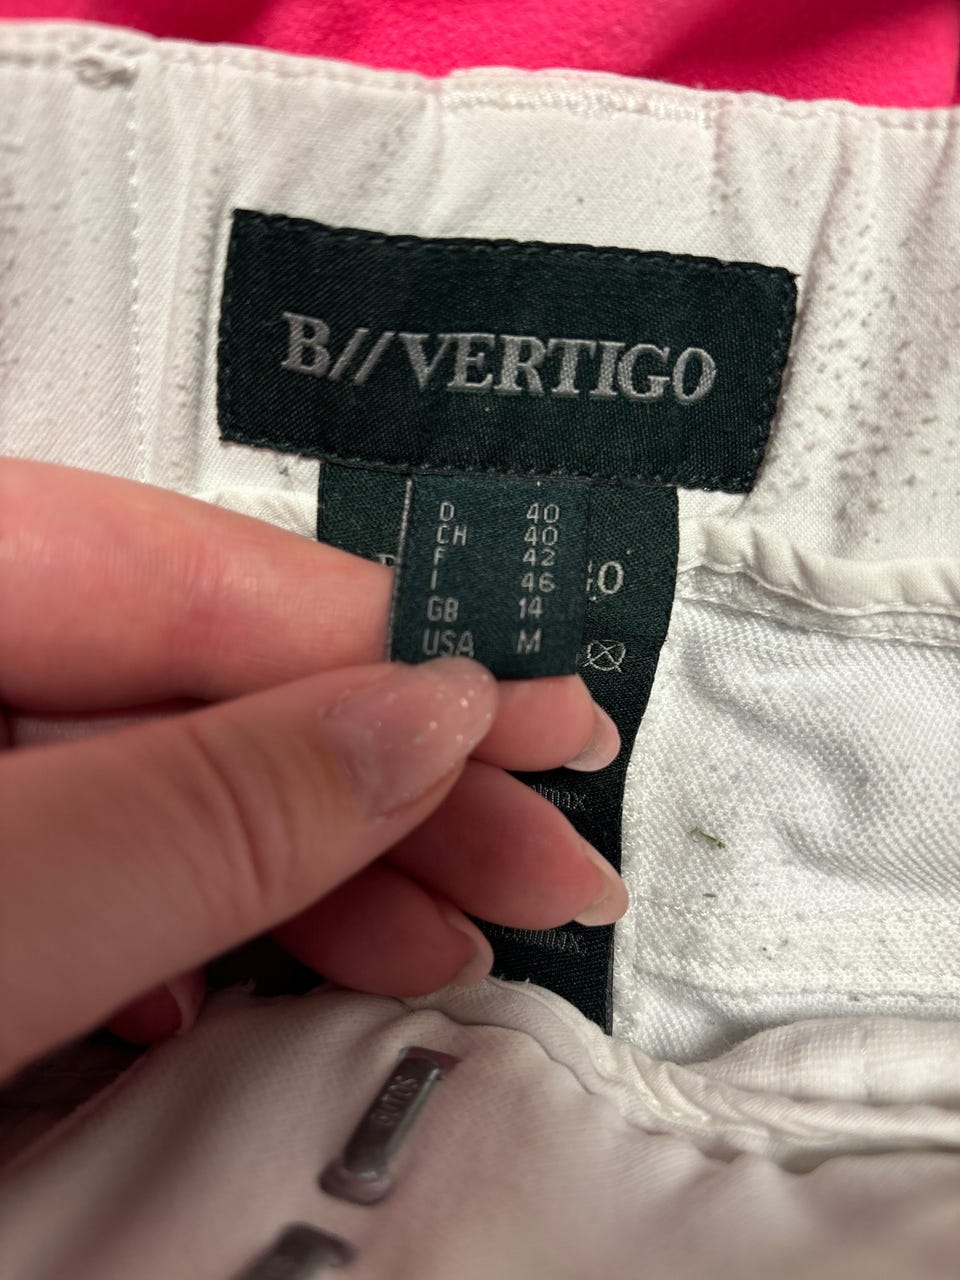 B//VERTIGO
D 40
CH 40
F 42
I 46
GB 14
USA M